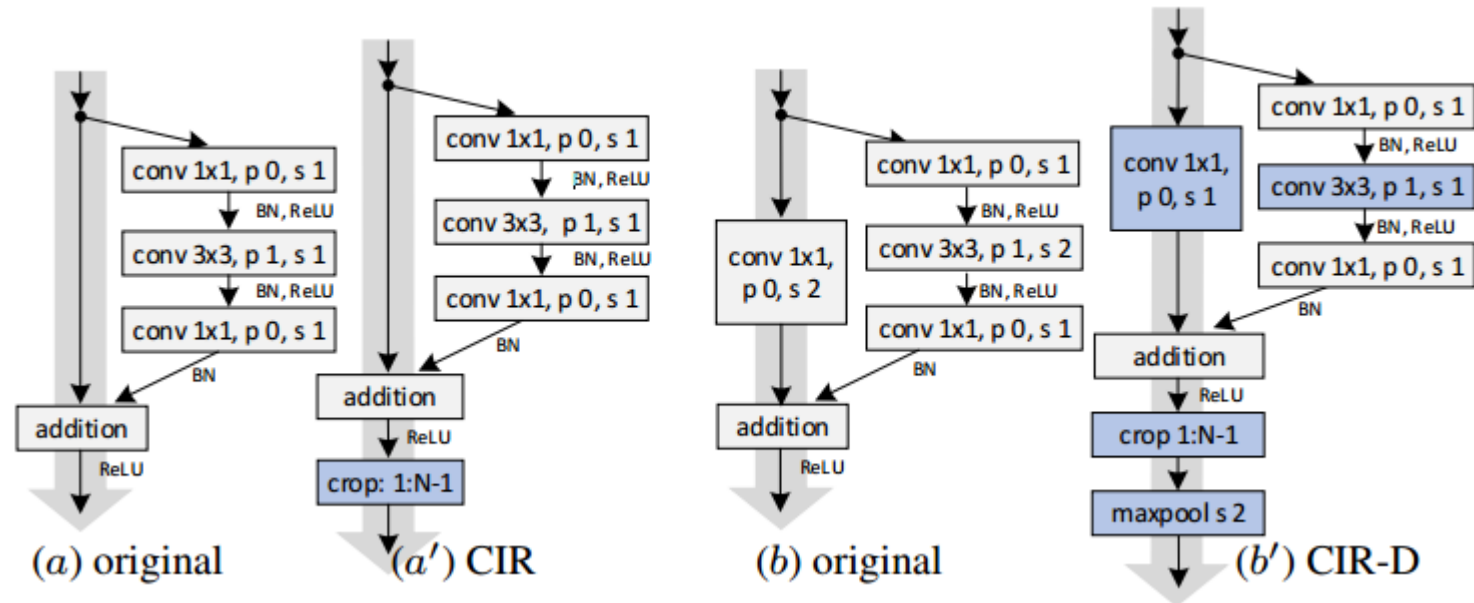 conv 1x1, p 0, s 1
BN, ReLU
conv 3x3, p 1, s 1
BN, ReLU
conv 1x1, p 0, s 1
BN
addition
ReLU
(a) original
conv 1x1, p 0, s 1
BN, ReLU
conv 3x3, p 1, s 1
BN, ReLU
conv 1x1, p 0, s 1
BN
addition
ReLU
crop: 1:N-1
(a′) CIR
conv 1x1, p 0, s 1
BN, ReLU
conv 1x1,
p 0, s 2
conv 3x3, p 1, s 2
BN, ReLU
conv 1x1, p 0, s 1
BN
addition
ReLU
(b) original
conv 1x1, p 0, s 1
BN, ReLU
conv 1x1,
p 0, s 1
conv 3x3, p 1, s 1
BN, ReLU
conv 1x1, p 0, s 1
BN
addition
ReLU
crop 1:N-1
maxpool s 2
(b′) CIR-D